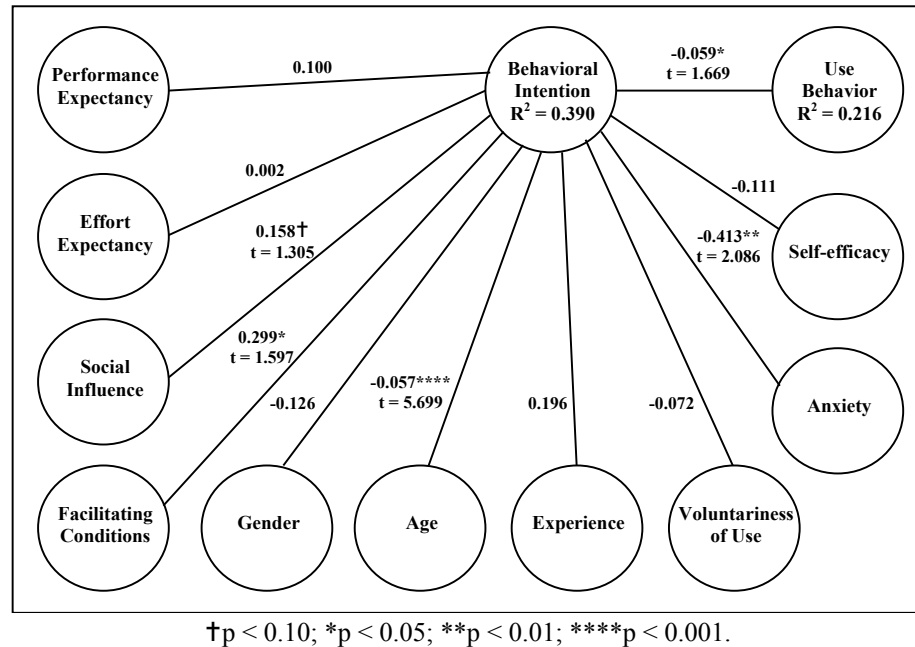 Performance
Expectancy
0.100
Behavioral
Intention
R² = 0.390
-0.059*
t = 1.669
Use
Behavior
R² = 0.216
Effort
Expectancy
0.002
-0.111
Self-efficacy
0.158†
t = 1.305
-0.413**
t = 2.086
Social
Influence
0.299*
t = 1.597
Anxiety
-0.126
-0.057****
t = 5.699
0.196
-0.072
Facilitating
Conditions
Gender
Age
Experience
Voluntariness
of Use
†p < 0.10; *p < 0.05; **p < 0.01; ****p < 0.001.